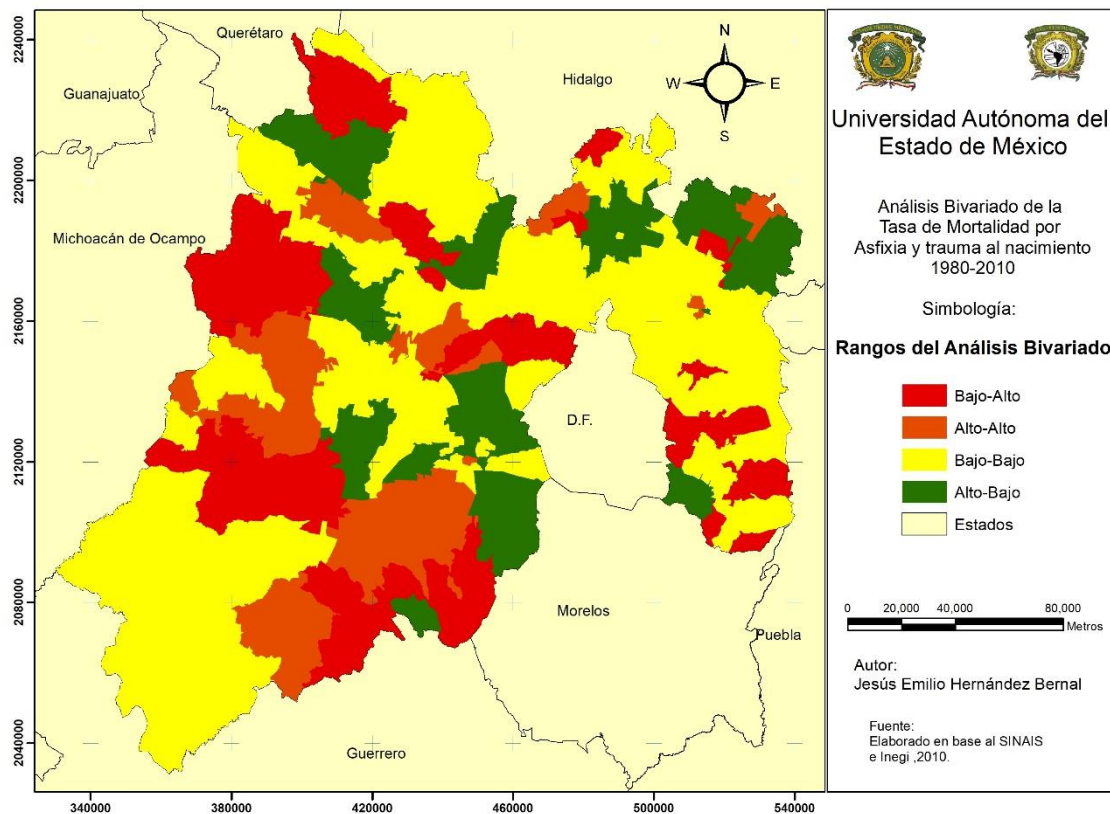 2240000
2200000
2160000
2120000
2080000
2040000
340000
380000
420000
460000
500000
540000
Querétaro
Guanajuato
Hidalgo
Michoacán de Ocampo
D.F.
Morelos
Puebla
Guerrero
N
W
E
S
Universidad Autónoma del
Estado de México
Análisis Bivariado de la
Tasa de Mortalidad por
Asfixia y trauma al nacimiento
1980-2010
Simbología:
Rangos del Análisis Bivariado
Bajo-Alto
Alto-Alto
Bajo-Bajo
Alto-Bajo
Estados
0 20,000 40,000 80,000
Metros
Autor:
Jesús Emilio Hernández Bernal
Fuente:
Elaborado en base al SINAIS
e Inegi ,2010.